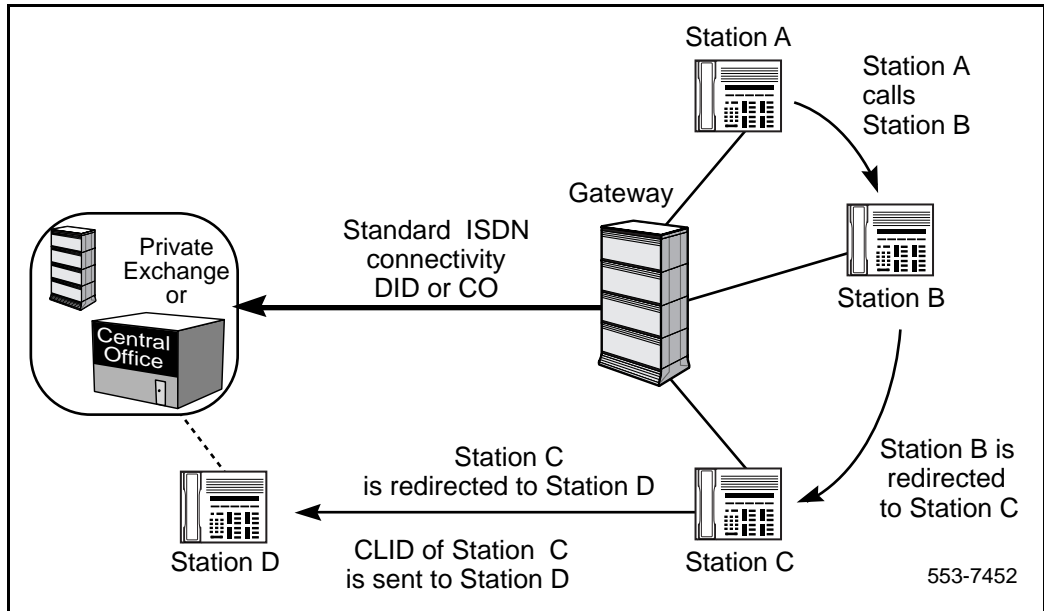 Station A
Station A
calls
Station B
Gateway
Standard ISDN
connectivity
DID or CO
Private
Exchange
or
Central
Office
Station B
Station B is
redirected
to Station C
Station C
is redirected to Station D
Station D
CLID of Station C
is sent to Station D
Station C
553-7452